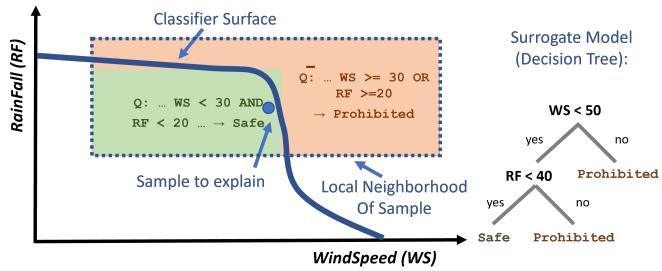 Classifier Surface
RainFall (RF)
Q: … WS < 30 AND
RF < 20 … → Safe
Q̅: … WS >= 30 OR
RF >=20
→ Prohibited
Sample to explain
Local Neighborhood
Of Sample
WindSpeed (WS)
Surrogate Model
(Decision Tree):
WS < 50
yes
no
RF < 40
Prohibited
yes
no
Safe
Prohibited